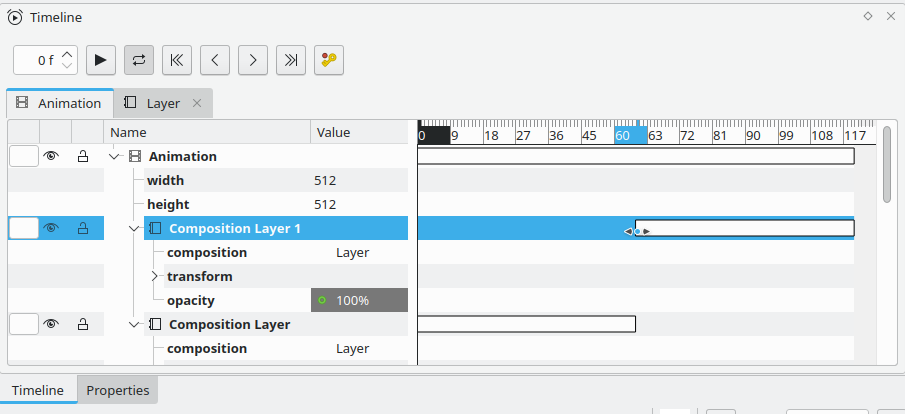 Timeline
0 f
Animation Layer
Name Value 0 9 18 27 36 45 60 63 72 81 90 99 108 117
Animation
width 512
height 512
Composition Layer 1
composition Layer
transform
opacity 100%
Composition Layer
composition Layer
Timeline Properties